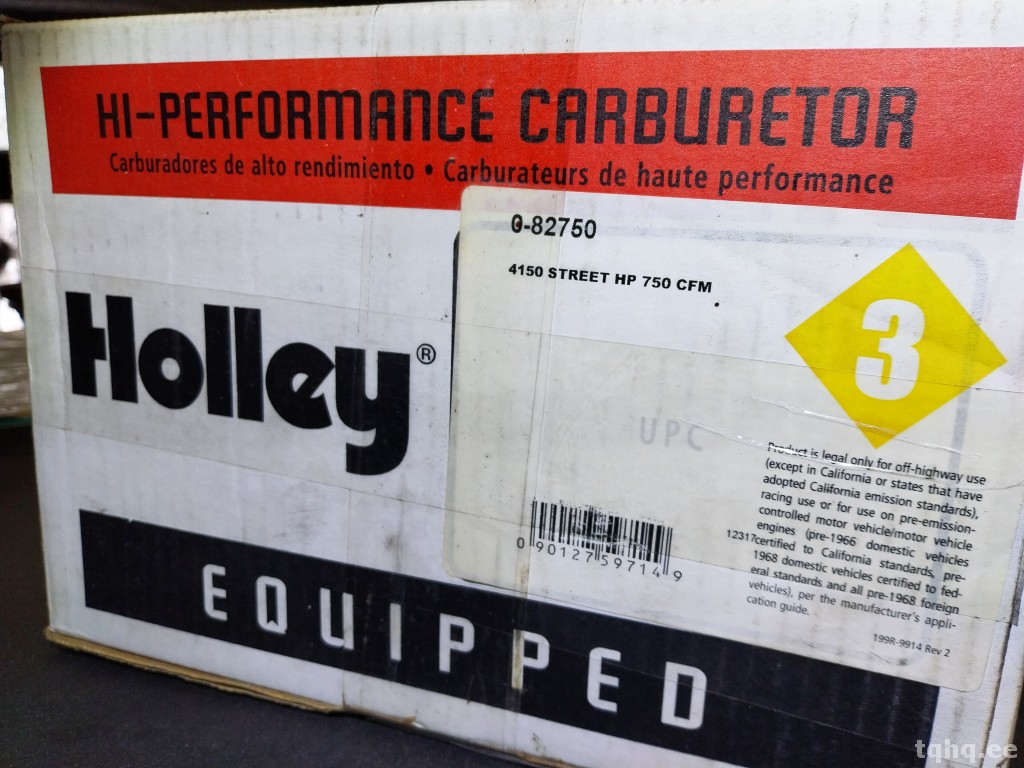 HI-PERFORMANCE CARBURETOR
Carburadores de alto rendimiento • Carburateurs de haute performance
0-82750
4150 STREET HP 750 CFM
3
Holley®
UPC
Product is legal only for off-highway use
(except in California or states that have
adopted California emission standards),
racing use or for use on pre-emission-
controlled motor vehicle/motor vehicle
engines (pre-1966 domestic vehicles
12317
certified to California standards, pre-
1968 domestic vehicles certified to fed-
eral standards and all pre-1968 foreign
vehicles), per the manufacturer's appli-
cation guide.
0 90127 59714 9
199R-9914 Rev 2
EQUIPPED
tqhq.ee